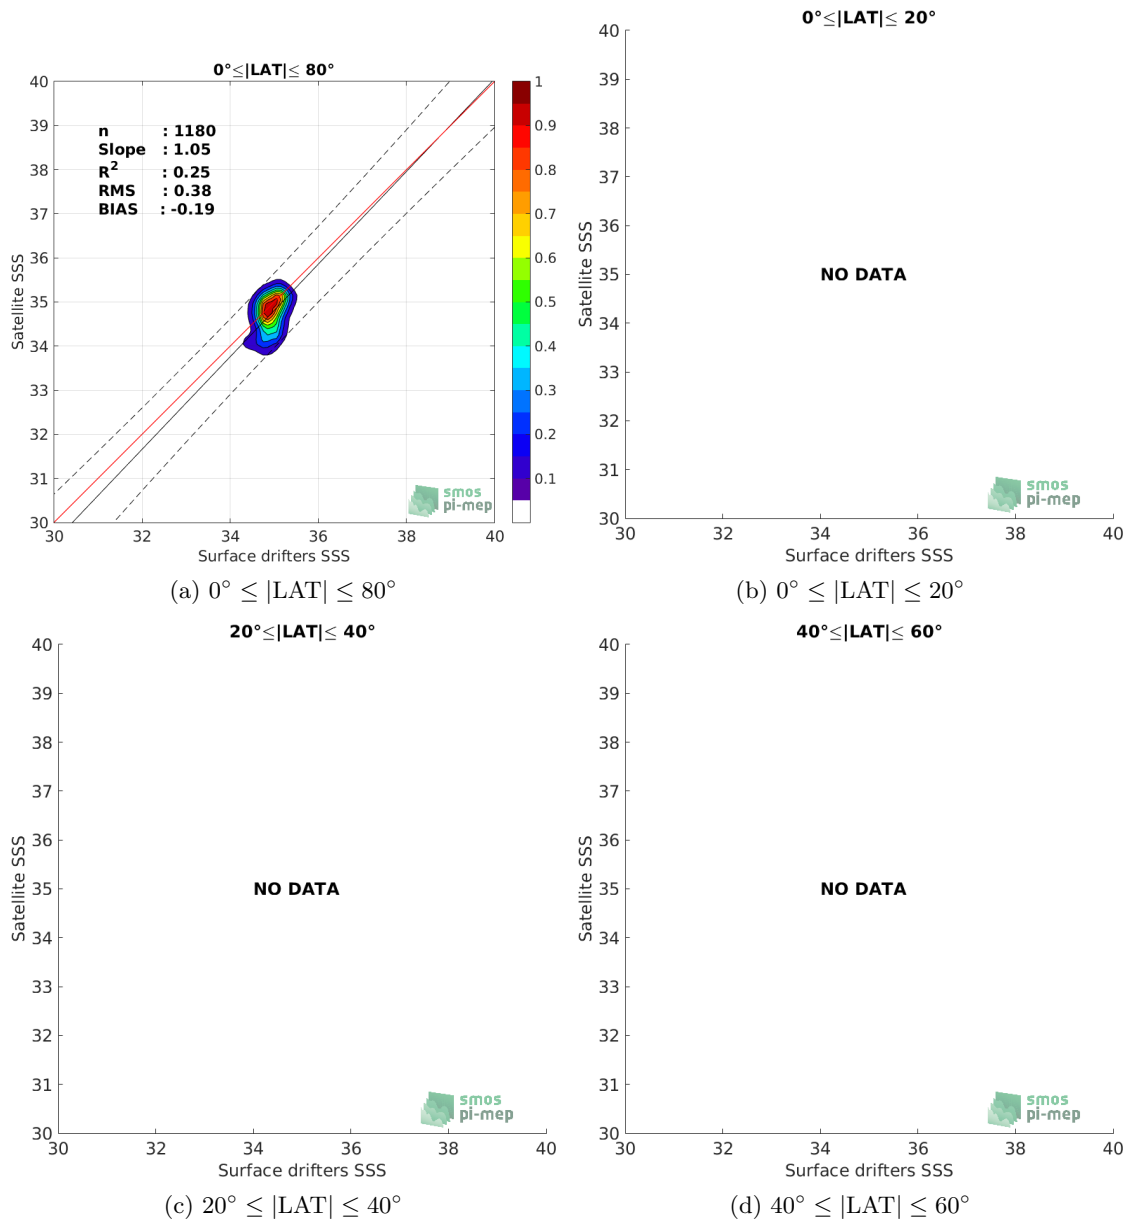 0°≤|LAT|≤ 80°
40
39
38
37
36
35
34
33
32
31
30
n : 1180
Slope : 1.05
R2 : 0.25
RMS : 0.38
BIAS : -0.19
1
0.9
0.8
0.7
0.6
0.5
0.4
0.3
0.2
0.1
Satellite SSS
smos
pi-mep
30 32 34 36 38 40
Surface drifters SSS
(a) 0° ≤ |LAT| ≤ 80°
0°≤|LAT|≤ 20°
40
39
38
37
36
35
34
33
32
31
30
Satellite SSS
NO DATA
smos
pi-mep
30 32 34 36 38 40
Surface drifters SSS
(b) 0° ≤ |LAT| ≤ 20°
20°≤|LAT|≤ 40°
40
39
38
37
36
35
34
33
32
31
30
Satellite SSS
NO DATA
smos
pi-mep
30 32 34 36 38 40
Surface drifters SSS
(c) 20° ≤ |LAT| ≤ 40°
40°≤|LAT|≤ 60°
40
39
38
37
36
35
34
33
32
31
30
Satellite SSS
NO DATA
smos
pi-mep
30 32 34 36 38 40
Surface drifters SSS
(d) 40° ≤ |LAT| ≤ 60°